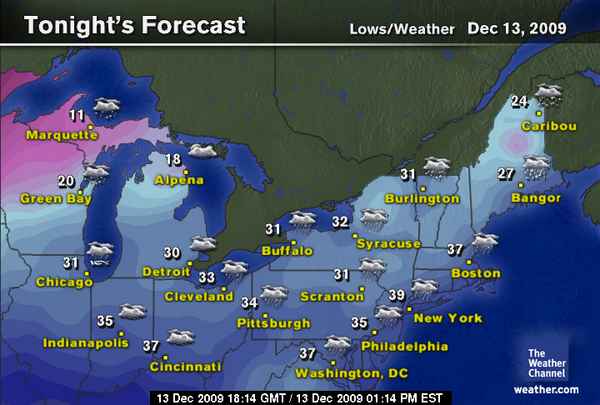 Tonight's Forecast
Lows/Weather Dec 13, 2009
11
Marquette
24
Caribou
18
Alpena
20
Green Bay
31
Burlington
27
Bangor
31
Buffalo
32
Syracuse
31
Chicago
30
Detroit
33
Cleveland
31
Scranton
37
Boston
39
New York
34
Pittsburgh
35
Philadelphia
35
Indianapolis
37
Cincinnati
37
Washington, DC
The
Weather
Channel
weather.com
13 Dec 2009 18:14 GMT / 13 Dec 2009 01:14 PM EST